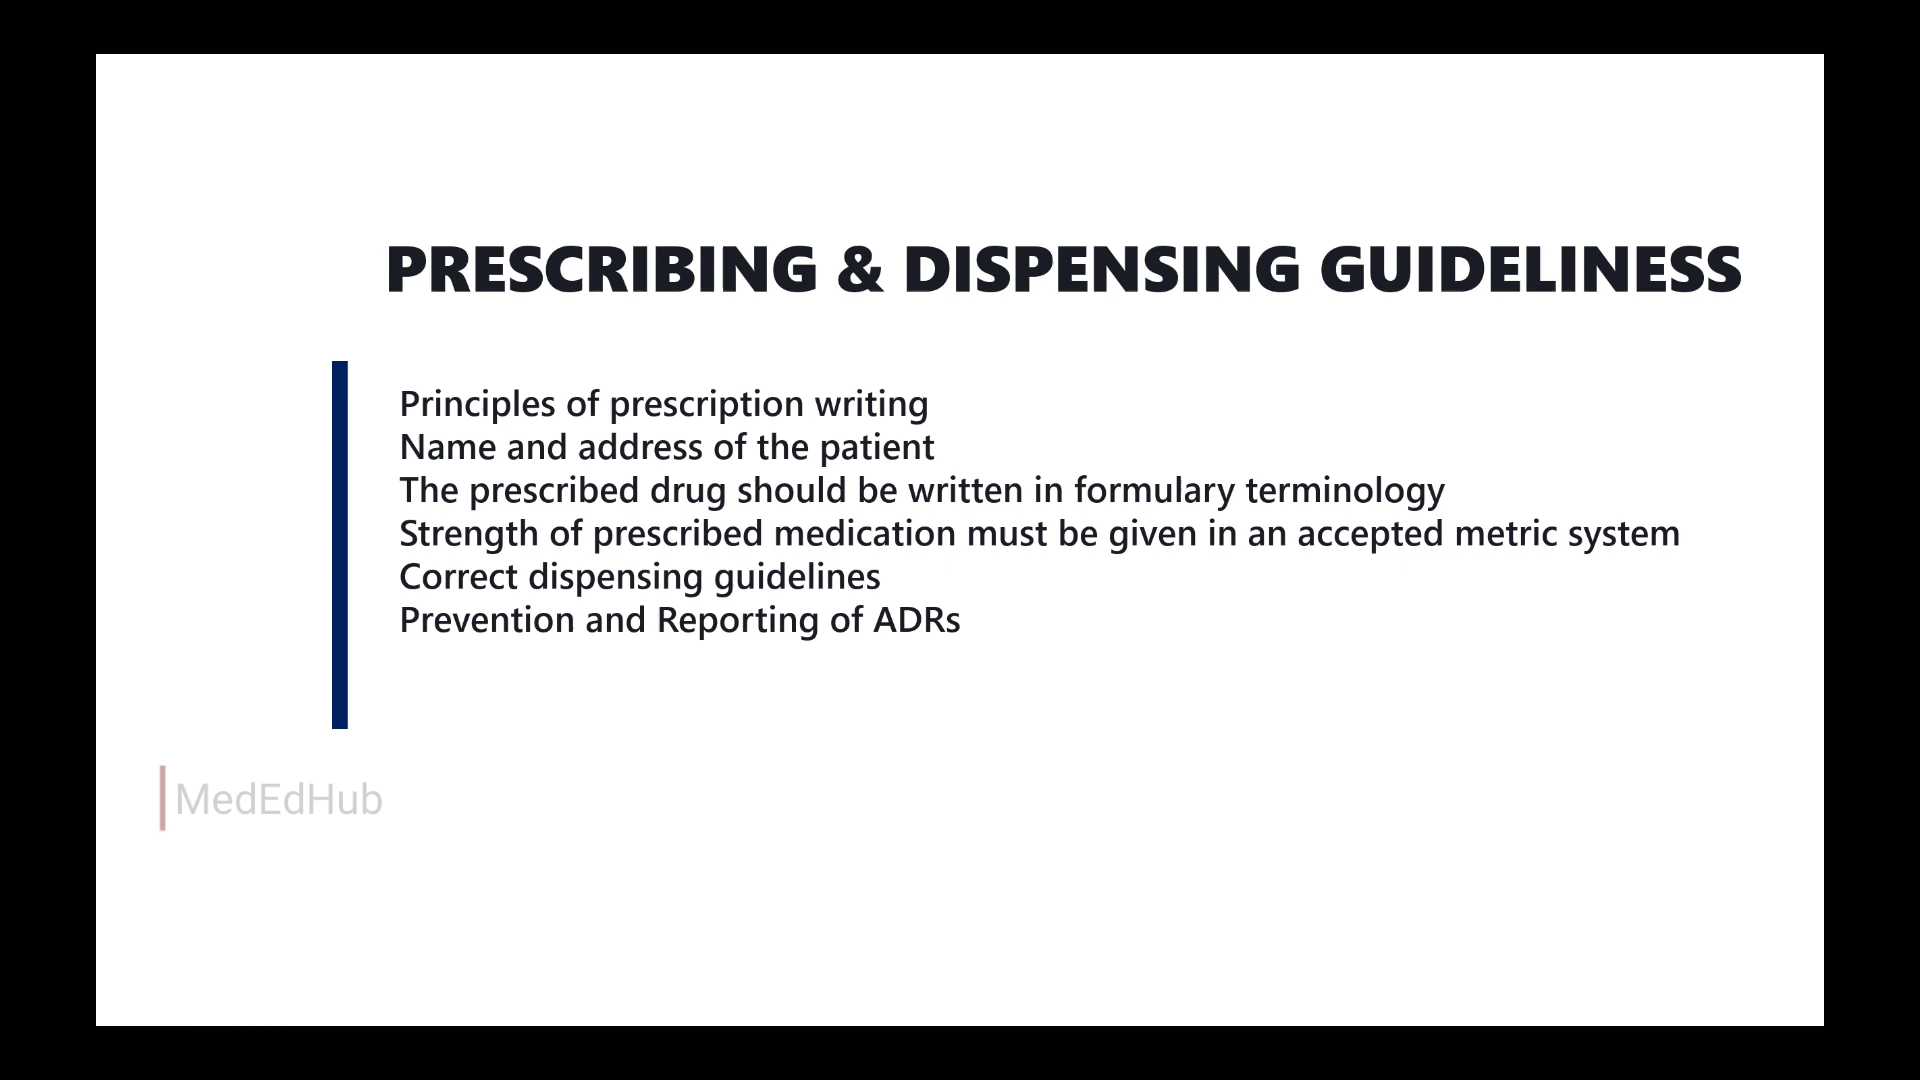 PRESCRIBING & DISPENSING GUIDELINESS
Principles of prescription writing
Name and address of the patient
The prescribed drug should be written in formulary terminology
Strength of prescribed medication must be given in an accepted metric system
Correct dispensing guidelines
Prevention and Reporting of ADRs
MedEdHub